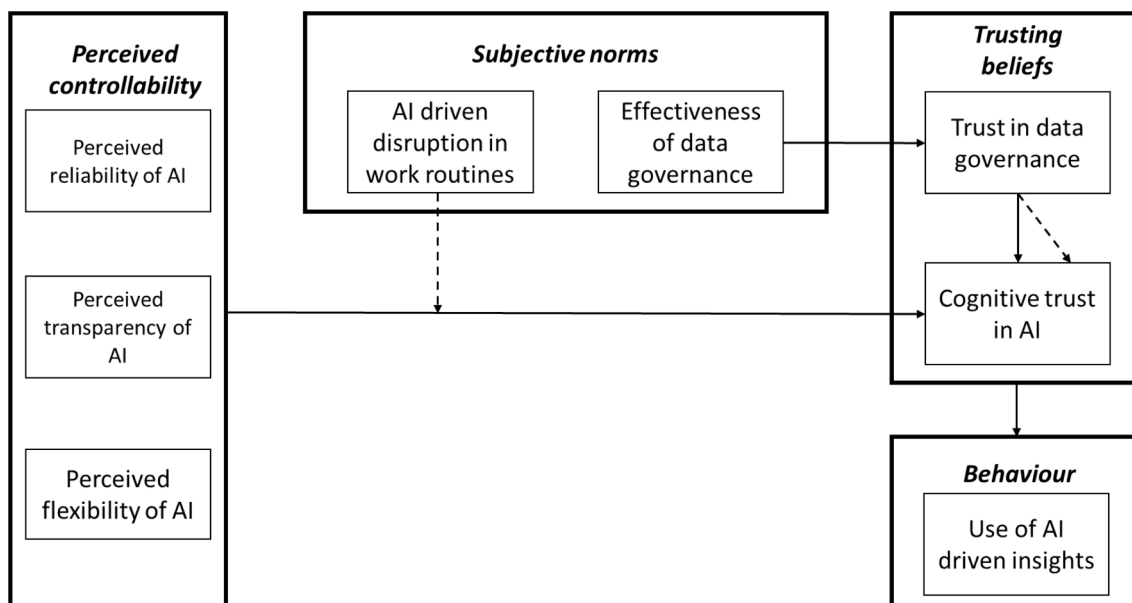 Perceived
controllability
Perceived
reliability of AI
Perceived
transparency of
AI
Perceived
flexibility of AI
Subjective norms
AI driven
disruption in
work routines
Effectiveness
of data
governance
Trusting
beliefs
Trust in data
governance
Cognitive trust
in AI
Behaviour
Use of AI
driven insights